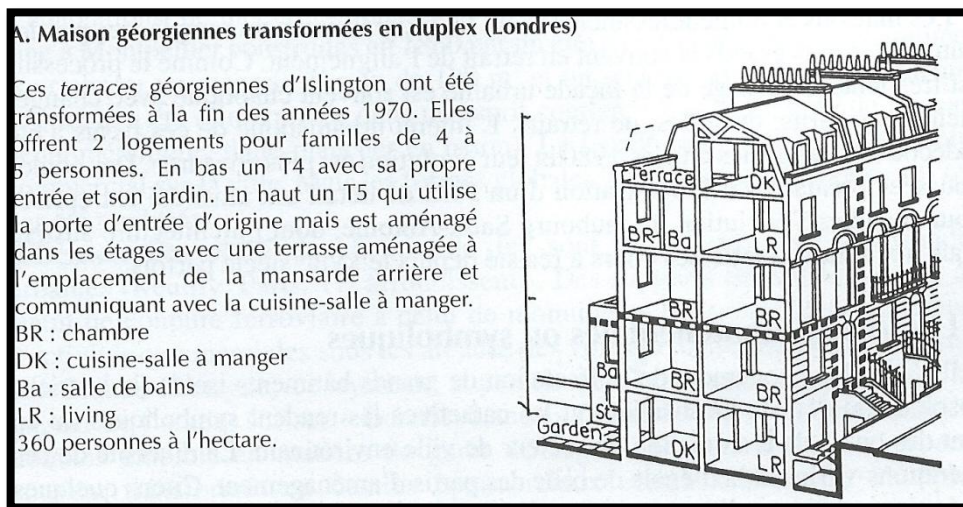 A. Maison géorgiennes transformées en duplex (Londres)
Ces terraces géorgiennes d'Islington ont été
transformées à la fin des années 1970. Elles
offrent 2 logements pour familles de 4 à
5 personnes. En bas un T4 avec sa propre
entrée et son jardin. En haut un T5 qui utilise
la porte d'entrée d'origine mais est aménagé
dans les étages avec une terrasse aménagée à
l'emplacement de la mansarde arrière et
communiquant avec la cuisine-salle à manger.
BR : chambre
DK : cuisine-salle à manger
Ba : salle de bains
LR : living
360 personnes à l'hectare.
Terrace
DK
BR
Ba
LR
BR
BR
Ba
BR
BR
St
Garden
DK
LR